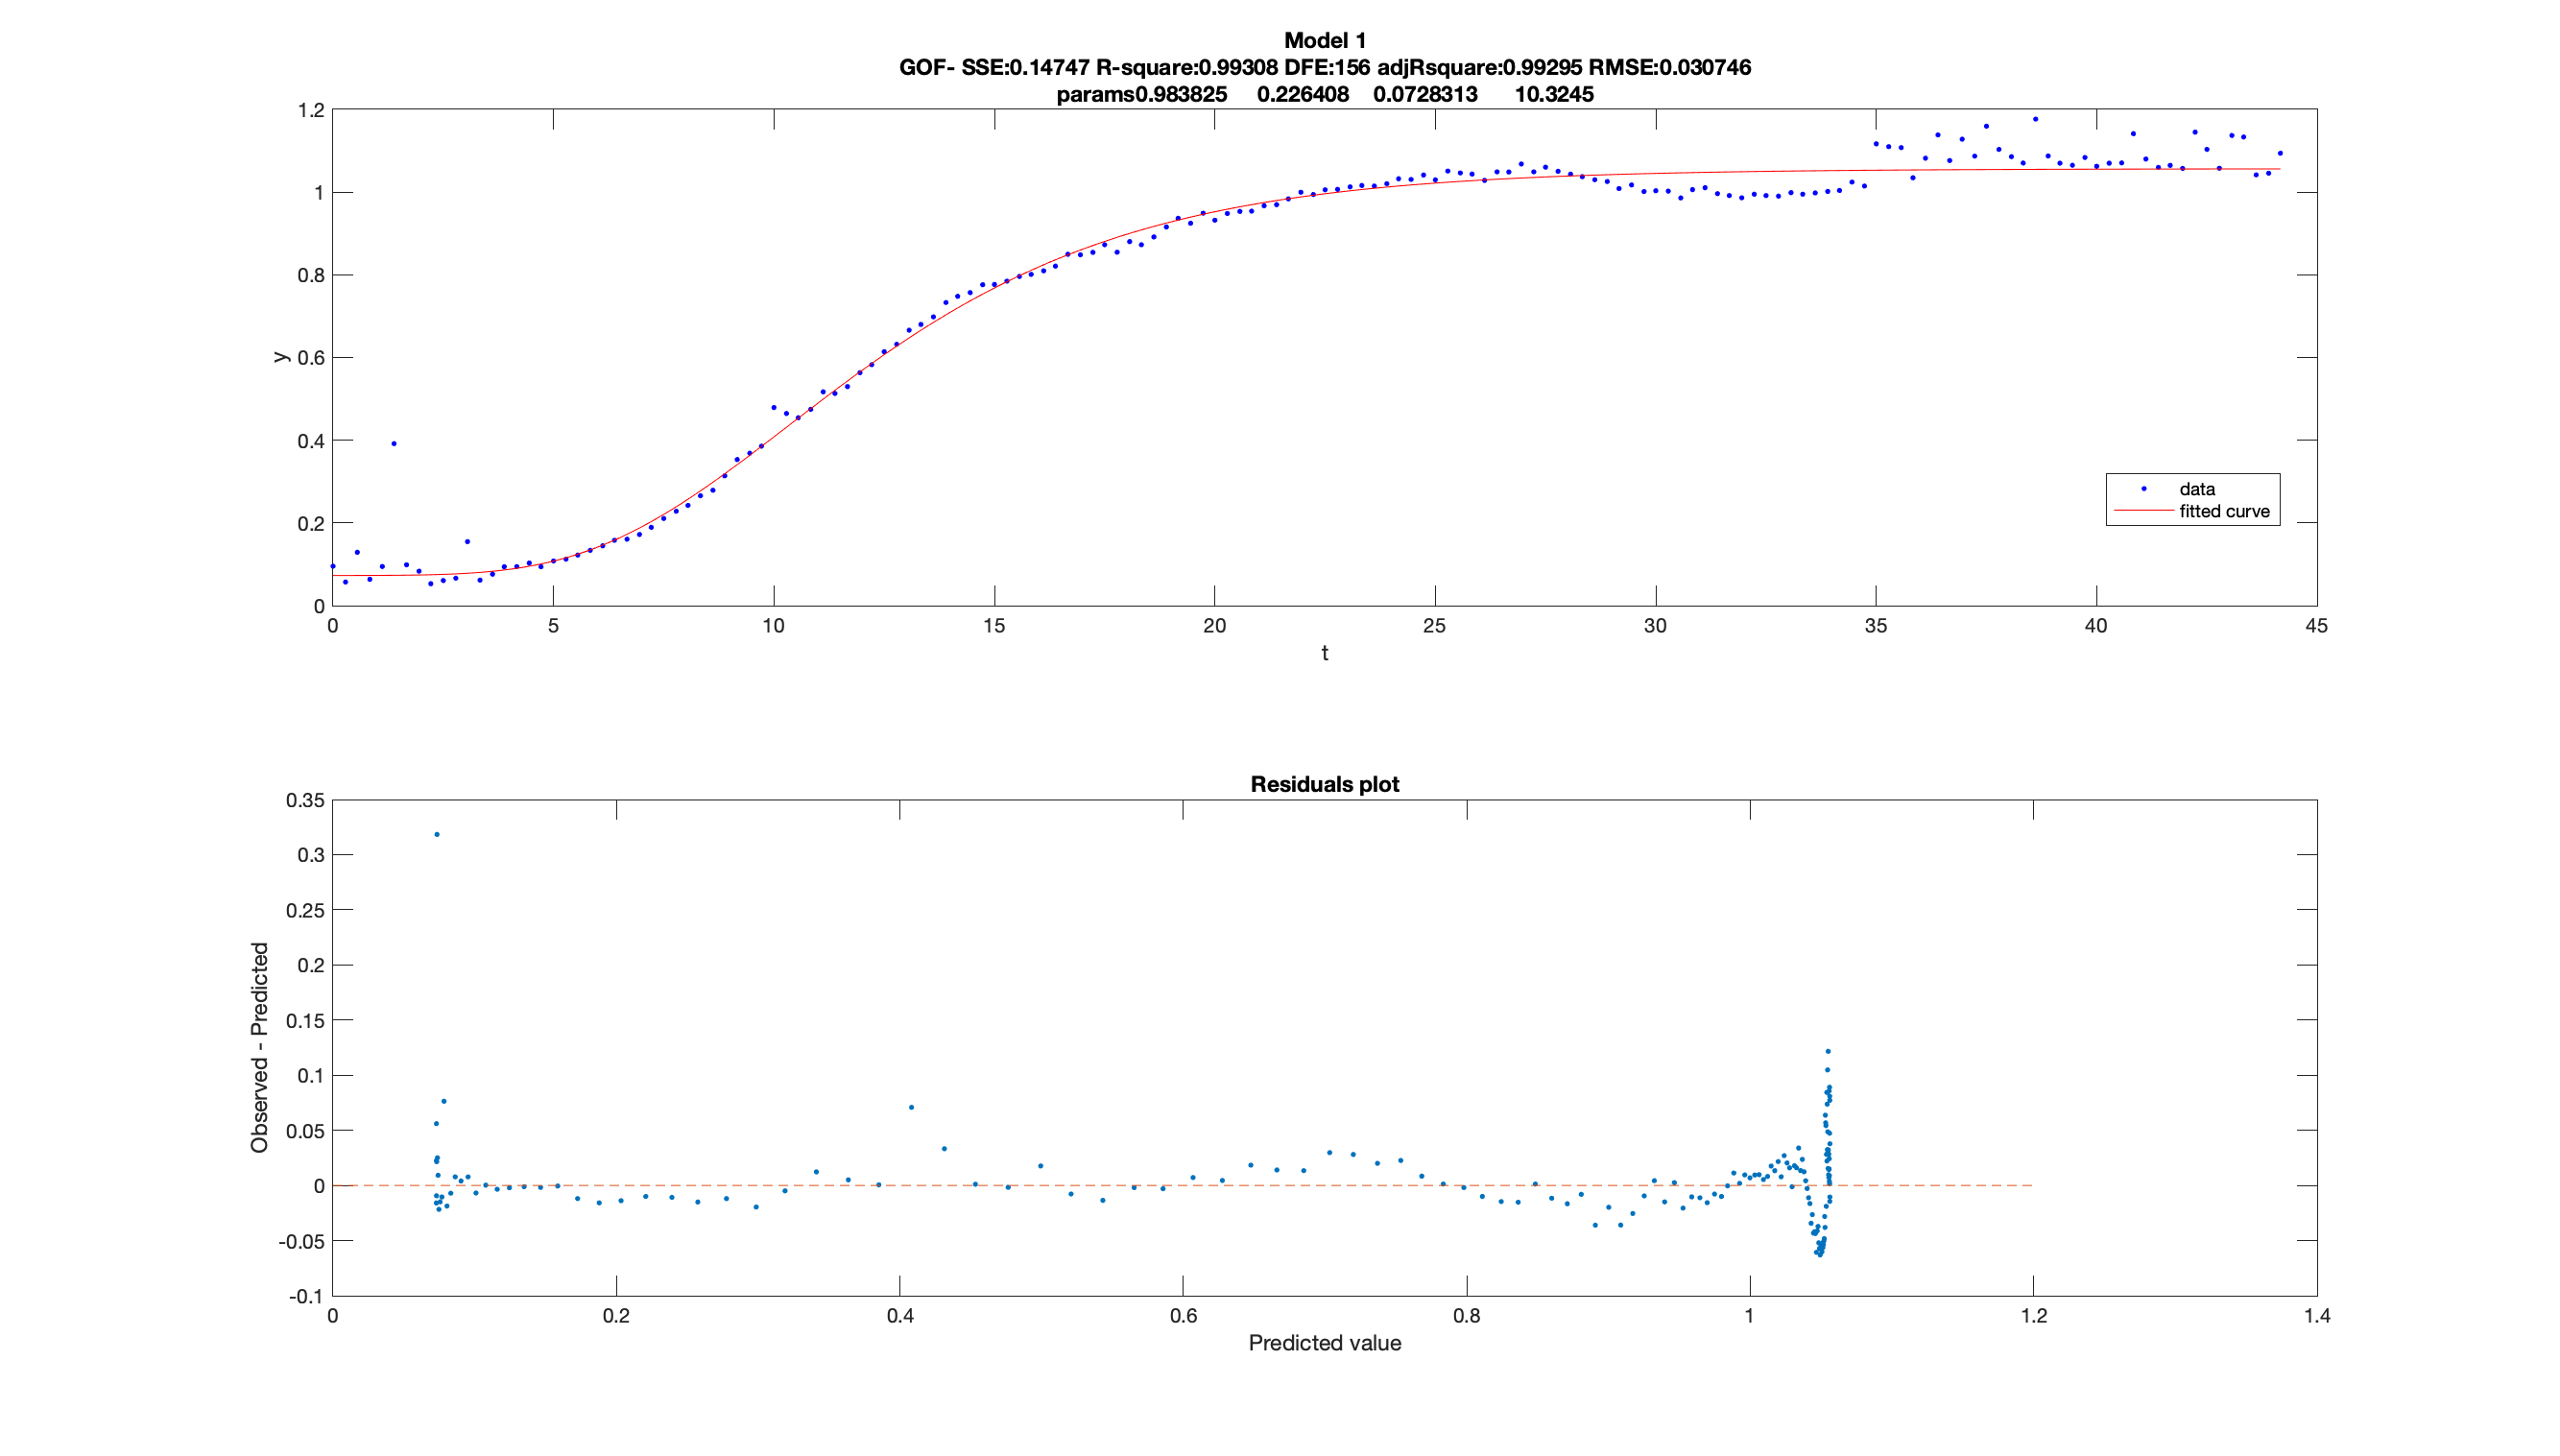 Model 1
GOF- SSE:0.14747 R-square:0.99308 DFE:156 adjRsquare:0.99295 RMSE:0.030746
params0.983825 0.226408 0.0728313 10.3245
1.2
1
0.8
0.6
0.4
0.2
0
y
0 5 10 15 20 25 30 35 40 45
t
data
fitted curve
Residuals plot
0.35
0.3
0.25
0.2
0.15
0.1
0.05
0
-0.05
-0.1
Observed - Predicted
0 0.2 0.4 0.6 0.8 1 1.2 1.4
Predicted value